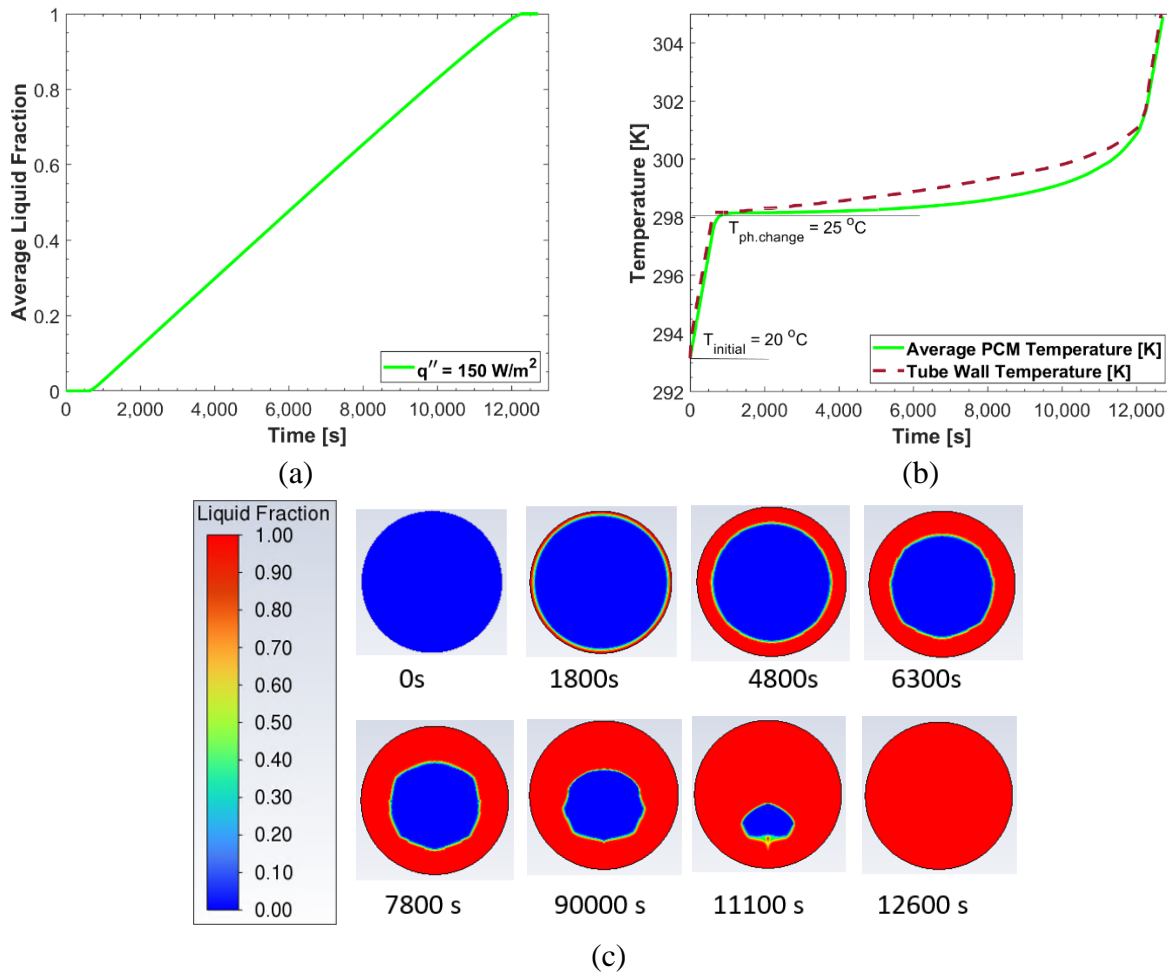 1
0.8
0.6
0.4
0.2
0
Average Liquid Fraction
0 2,000 4,000 6,000 8,000 10,000 12,000
Time [s]
q″ = 150 W/m²
(a)
304
302
300
298
296
294
292
Temperature [K]
T_ph.change = 25 °C
T_initial = 20 °C
Average PCM Temperature [K]
Tube Wall Temperature [K]
0 2,000 4,000 6,000 8,000 10,000 12,000
Time [s]
(b)
Liquid Fraction
1.00
0.90
0.80
0.70
0.60
0.50
0.40
0.30
0.20
0.10
0.00
0s 1800s 4800s 6300s
7800 s 90000 s 11100 s 12600 s
(c)